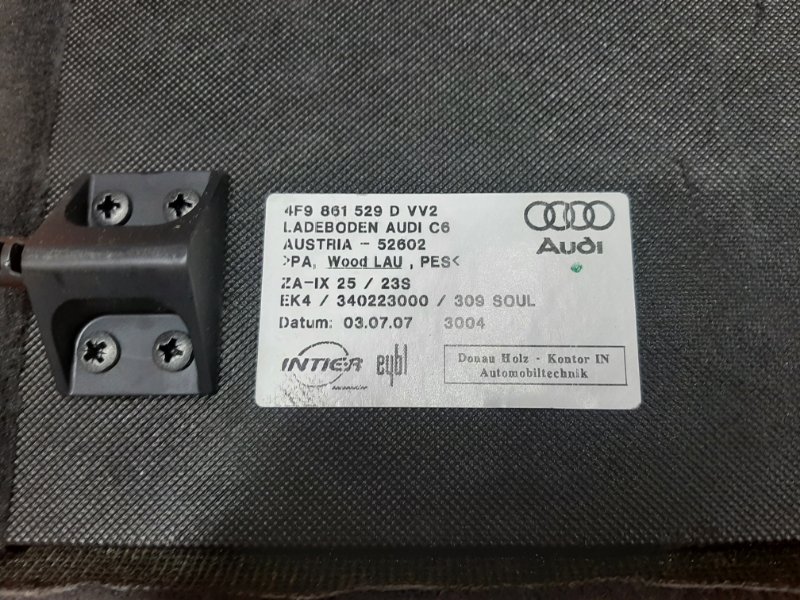 4F9 861 529 D VV2
LADEBODEN AUDI C6
AUSTRIA - 52602
>PA, Wood LAU , PES<
ZA-IX 25 / 23S
EK4 / 340223000 / 309 SOUL
Datum: 03.07.07 3004
Audi
INTIER eybl
Donau Holz - Kontor IN
Automobiltechnik